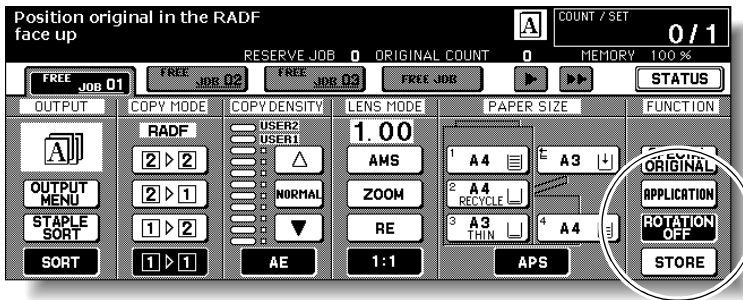 Position original in the RADF
face up
A
COUNT / SET
0 / 1
RESERVE JOB 0 ORIGINAL COUNT 0 MEMORY 100 %
FREE JOB 01
FREE JOB 02
FREE JOB 03
FREE JOB
STATUS
OUTPUT
COPY MODE
COPY DENSITY
LENS MODE
PAPER SIZE
FUNCTION
A
OUTPUT
MENU
STAPLE
SORT
SORT
RADF
2 ▷ 2
2 ▷ 1
1 ▷ 2
1 ▷ 1
USER2
USER1
NORMAL
AE
1.00
AMS
ZOOM
RE
1:1
1 A4
A3
2 A4
RECYCLE
3 A3
THIN
4 A4
APS
ORIGINAL
APPLICATION
ROTATION
OFF
STORE